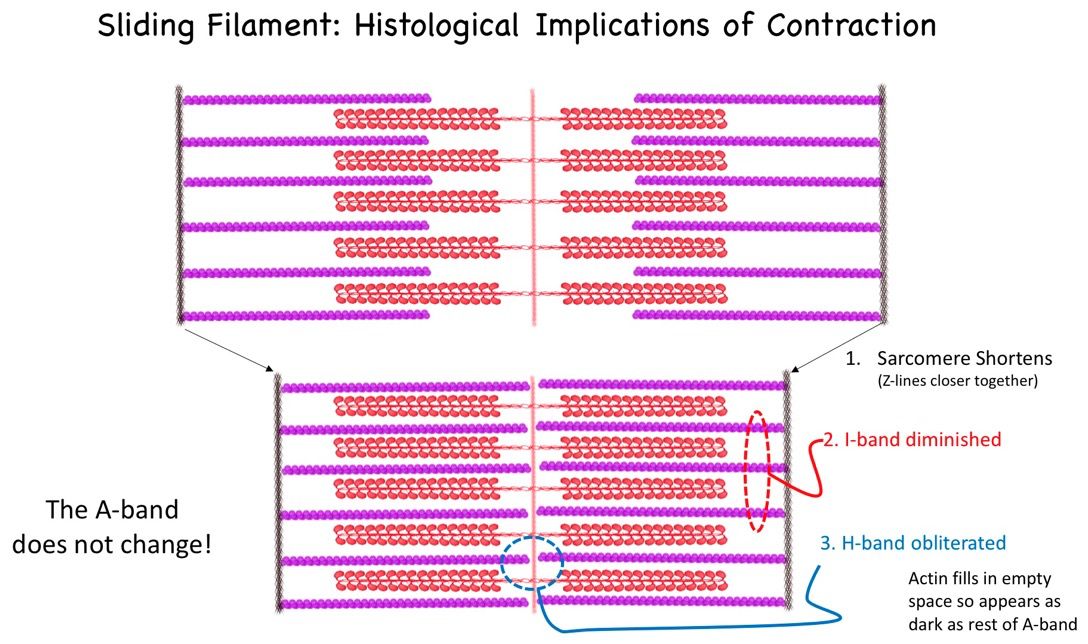 Sliding Filament: Histological Implications of Contraction
1. Sarcomere Shortens
(Z-lines closer together)
2. I-band diminished
The A-band
does not change!
3. H-band obliterated
Actin fills in empty
space so appears as
dark as rest of A-band